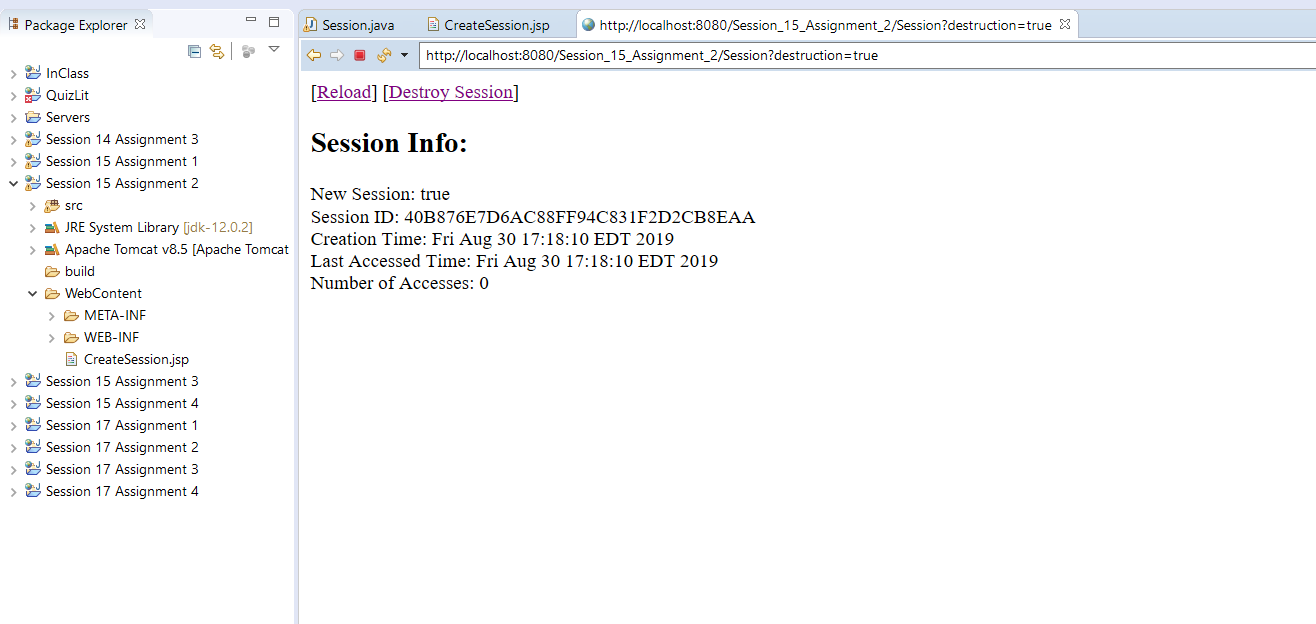 Package Explorer
InClass
QuizLit
Servers
Session 14 Assignment 3
Session 15 Assignment 1
Session 15 Assignment 2
src
JRE System Library [jdk-12.0.2]
Apache Tomcat v8.5 [Apache Tomcat
build
WebContent
META-INF
WEB-INF
CreateSession.jsp
Session 15 Assignment 3
Session 15 Assignment 4
Session 17 Assignment 1
Session 17 Assignment 2
Session 17 Assignment 3
Session 17 Assignment 4
Session.java
CreateSession.jsp
http://localhost:8080/Session_15_Assignment_2/Session?destruction=true
http://localhost:8080/Session_15_Assignment_2/Session?destruction=true
[Reload] [Destroy Session]
Session Info:
New Session: true
Session ID: 40B876E7D6AC88FF94C831F2D2CB8EAA
Creation Time: Fri Aug 30 17:18:10 EDT 2019
Last Accessed Time: Fri Aug 30 17:18:10 EDT 2019
Number of Accesses: 0